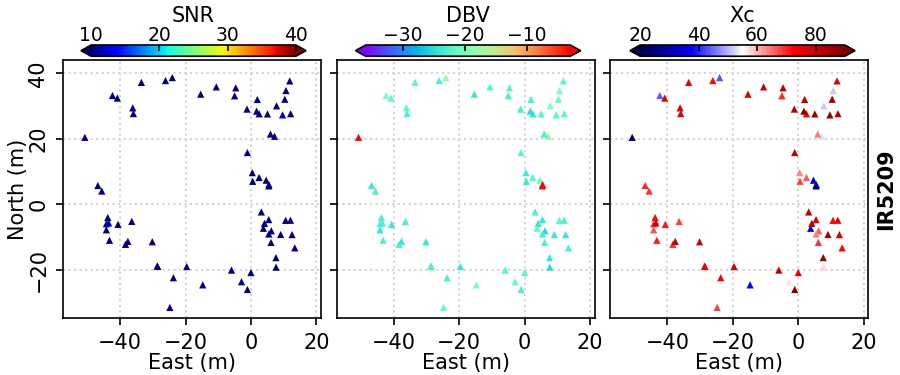 SNR DBV Xc
10 20 30 40 −30 −20 −10 20 40 60 80
40
20
0
−20
North (m)
IR5209
−40 −20 0 20 −40 −20 0 20 −40 −20 0 20
East (m) East (m) East (m)